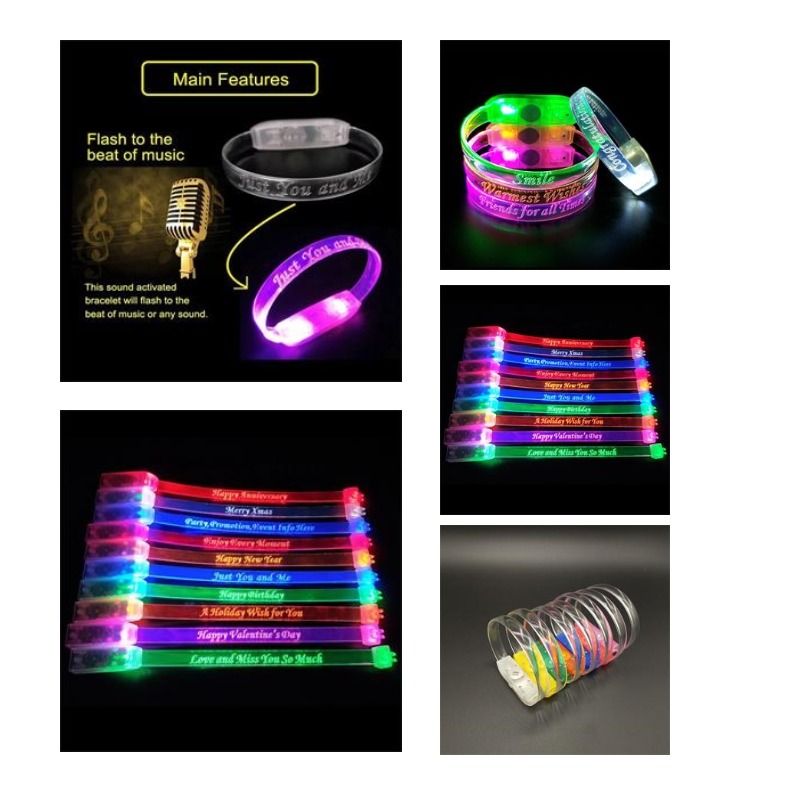 Main Features
Flash to the
beat of music
Just You and Me
This sound activated
bracelet will flash to the
beat of music or any sound.
Just You and
Smile
Warmest Wishes
Friends for all Times
Congratulations
Happy Anniversary
Merry Xmas
Party,Promotion,Event Info Here
Enjoy Every Moment
Happy New Year
Just You and Me
Happy Birthday
A Holiday Wish for You
Happy Valentine's Day
Love and Miss You So Much
Happy Anniversary
Merry Xmas
Party,Promotion,Event Info Here
Enjoy Every Moment
Happy New Year
Just You and Me
Happy Birthday
A Holiday Wish for You
Happy Valentine's Day
Love and Miss You So Much